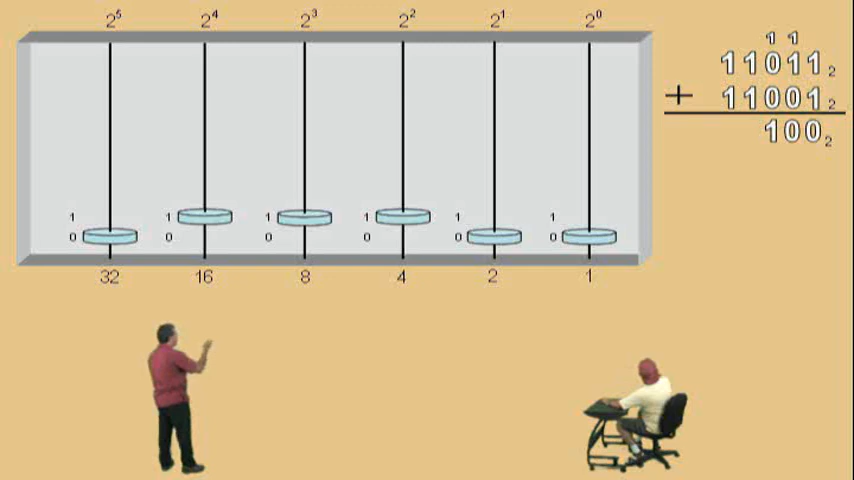 2⁵ 2⁴ 2³ 2² 2¹ 2⁰
1 1 1 1 1 1
0 0 0 0 0 0
32 16 8 4 2 1
1 1
11011₂
+ 11001₂
100₂